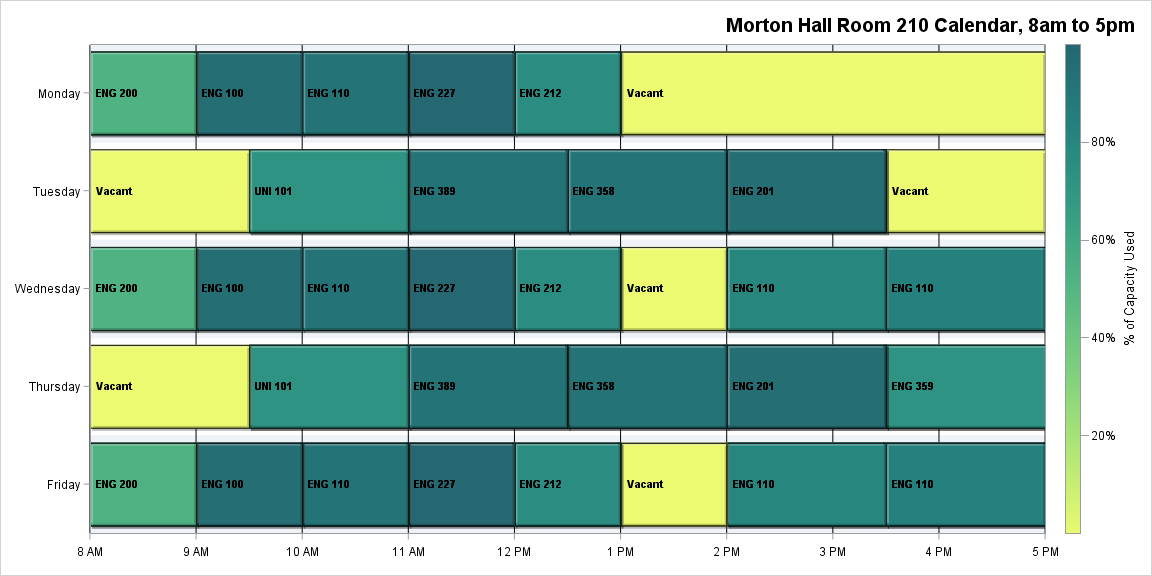 Morton Hall Room 210 Calendar, 8am to 5pm
Monday ENG 200 ENG 100 ENG 110 ENG 227 ENG 212 Vacant
80%
Tuesday Vacant UNI 101 ENG 389 ENG 358 ENG 201 Vacant
60%
% of Capacity Used
Wednesday ENG 200 ENG 100 ENG 110 ENG 227 ENG 212 Vacant ENG 110 ENG 110
40%
Thursday Vacant UNI 101 ENG 389 ENG 358 ENG 201 ENG 359
20%
Friday ENG 200 ENG 100 ENG 110 ENG 227 ENG 212 Vacant ENG 110 ENG 110
8 AM 9 AM 10 AM 11 AM 12 PM 1 PM 2 PM 3 PM 4 PM 5 PM